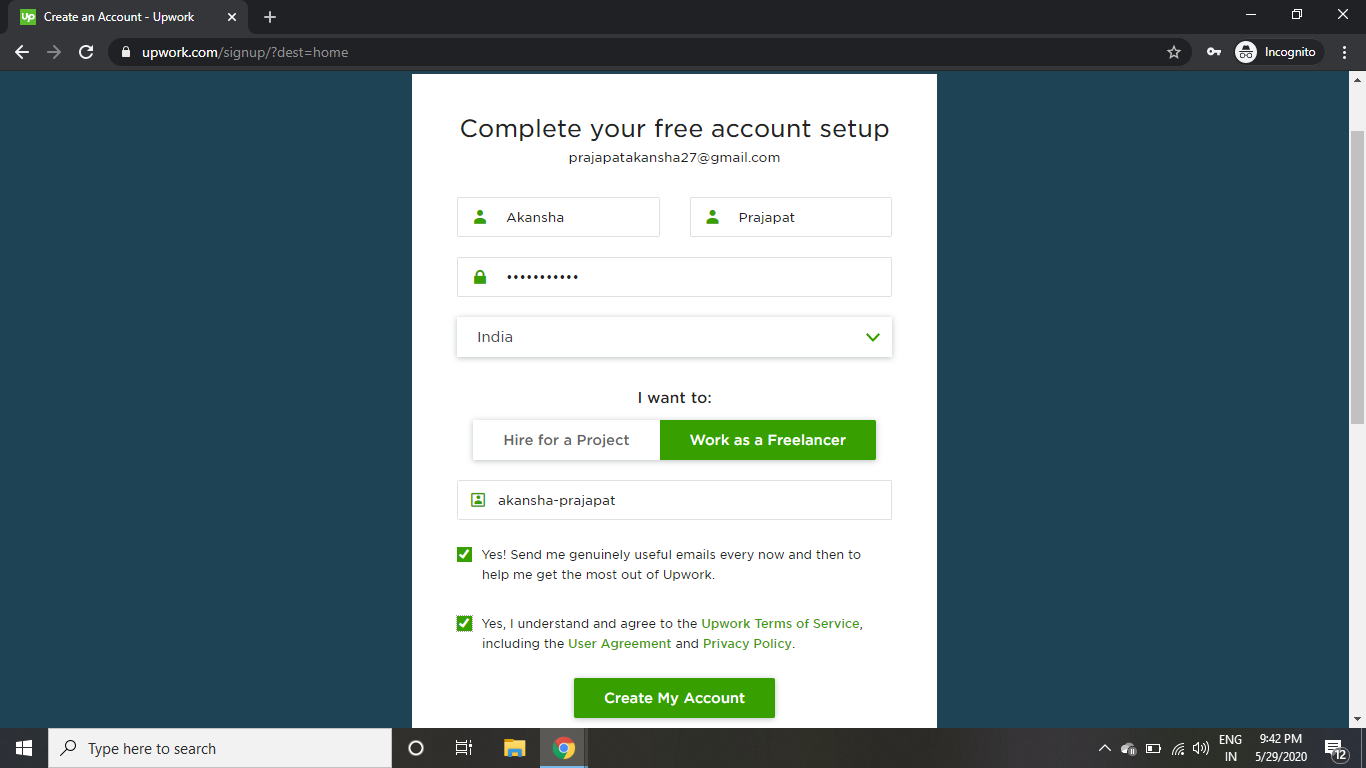 Up Create an Account - Upwork
upwork.com/signup/?dest=home
Incognito
Complete your free account setup
prajapatakansha27@gmail.com
Akansha Prajapat
•••••••••••
India
I want to:
Hire for a Project Work as a Freelancer
akansha-prajapat
Yes! Send me genuinely useful emails every now and then to
help me get the most out of Upwork.
Yes, I understand and agree to the Upwork Terms of Service,
including the User Agreement and Privacy Policy.
Create My Account
Type here to search
ENG 9:42 PM
IN 5/29/2020 12